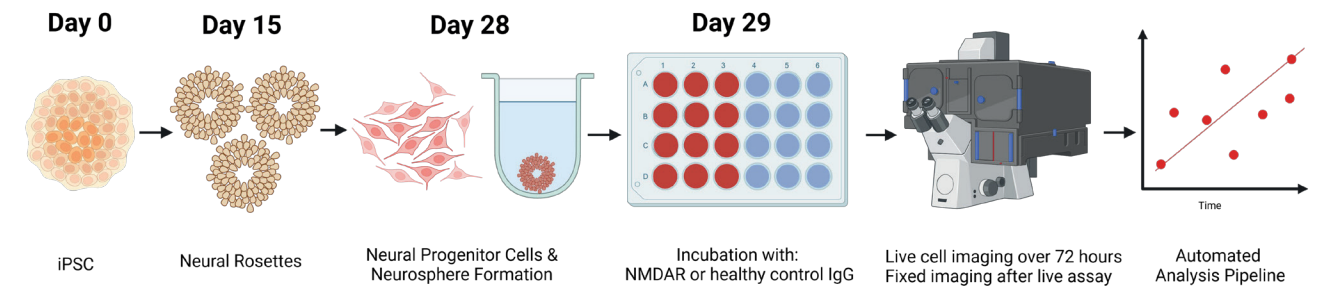 Day 0
Day 15
Day 28
Day 29
1 2 3 4 5 6
A
B
C
D
Time
iPSC
Neural Rosettes
Neural Progenitor Cells &
Neurosphere Formation
Incubation with:
NMDAR or healthy control IgG
Live cell imaging over 72 hours
Fixed imaging after live assay
Automated
Analysis Pipeline